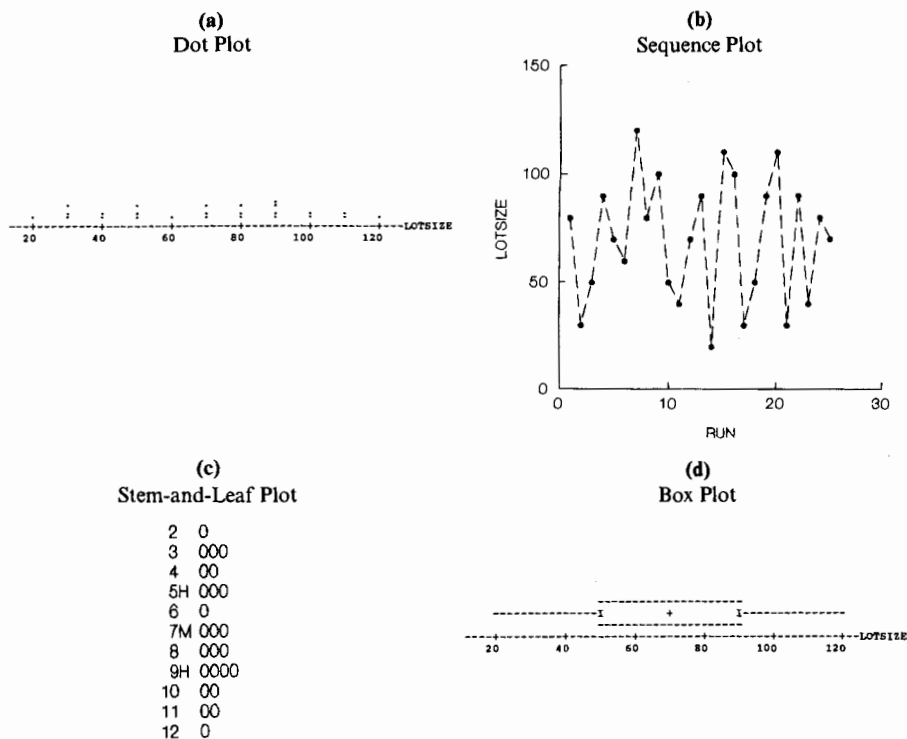 (a)
Dot Plot
20 40 60 80 100 120 LOTSIZE
(b)
Sequence Plot
150
100
50
0
LOTSIZE
0 10 20 30
RUN
(c)
Stem-and-Leaf Plot
2 0
3 000
4 00
5H 000
6 0
7M 000
8 000
9H 0000
10 00
11 00
12 0
(d)
Box Plot
I + I
20 40 60 80 100 120 LOTSIZE